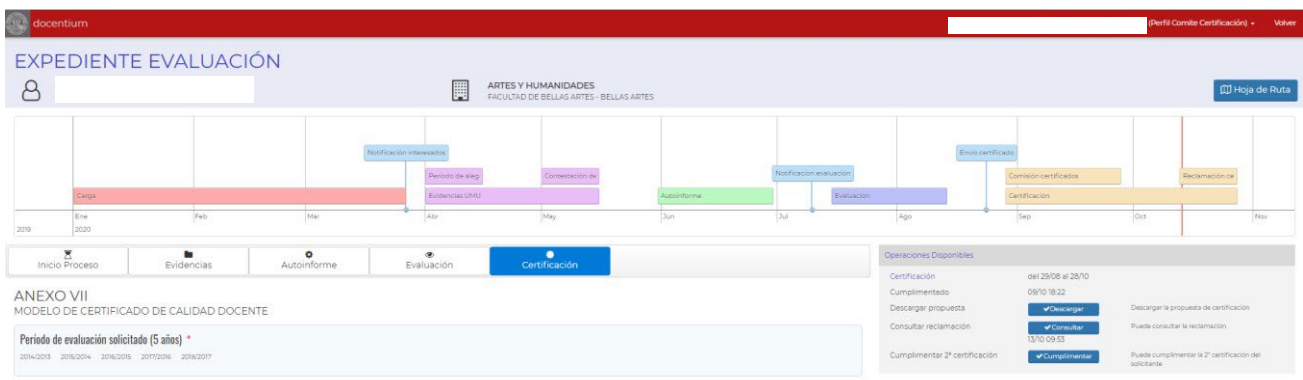 docentium
(Perfil Comite Certificación)
Volver
EXPEDIENTE EVALUACIÓN
ARTES Y HUMANIDADES
FACULTAD DE BELLAS ARTES - BELLAS ARTES
Hoja de Ruta
Notificación interesados
Envio certificado
Periodo de aleg
Contestación de
Notificacion evaluación
Comisión certificados
Reclamación ce
Carga
Evidencias UMU
Autoinforme
Evaluación
Certificación
Ene
Feb
Mar
Abr
May.
Jun
Jul
Ago
Sep
Oct
Nov
2019
2020
Inicio Proceso
Evidencias
Autoinforme
Evaluación
Certificación
ANEXO VII
MODELO DE CERTIFICADO DE CALIDAD DOCENTE
Período de evaluación solicitado (5 años) *
2014/2013 2015/2014 2016/2015 2017/2016 2018/2017
Operaciones Disponibles
Certificación del 29/08 al 28/10
Cumplimentado 09/10 18:22
Descargar propuesta Descargar Descargar la propuesta de certificación
Consultar reclamación Consultar Puede consultar la reclamación
13/10 09:53
Cumplimentar 2ª certificación Cumplimentar Puede cumplimentar la 2ª certificación del
solicitante